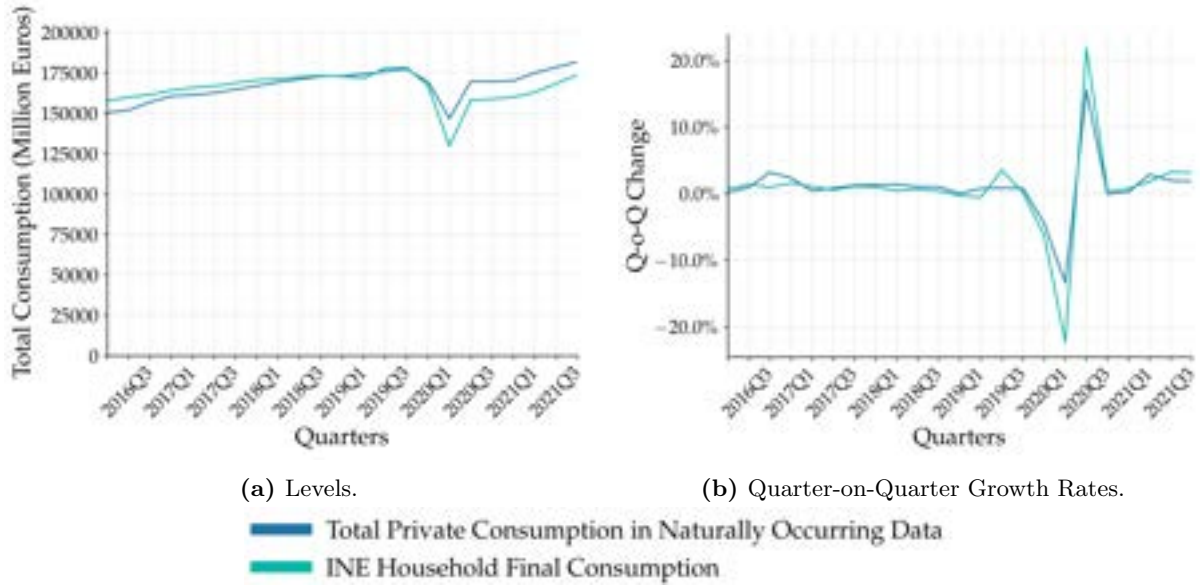 200000
175000
150000
125000
100000
75000
50000
25000
0
Total Consumption (Million Euros)
2016Q3
2017Q1
2017Q3
2018Q1
2018Q3
2019Q1
2019Q3
2020Q1
2020Q3
2021Q1
2021Q3
Quarters
20.0%
10.0%
0.0%
−10.0%
−20.0%
Q-o-Q Change
2016Q3
2017Q1
2017Q3
2018Q1
2018Q3
2019Q1
2019Q3
2020Q1
2020Q3
2021Q1
2021Q3
Quarters
(a) Levels.
(b) Quarter-on-Quarter Growth Rates.
Total Private Consumption in Naturally Occurring Data
INE Household Final Consumption